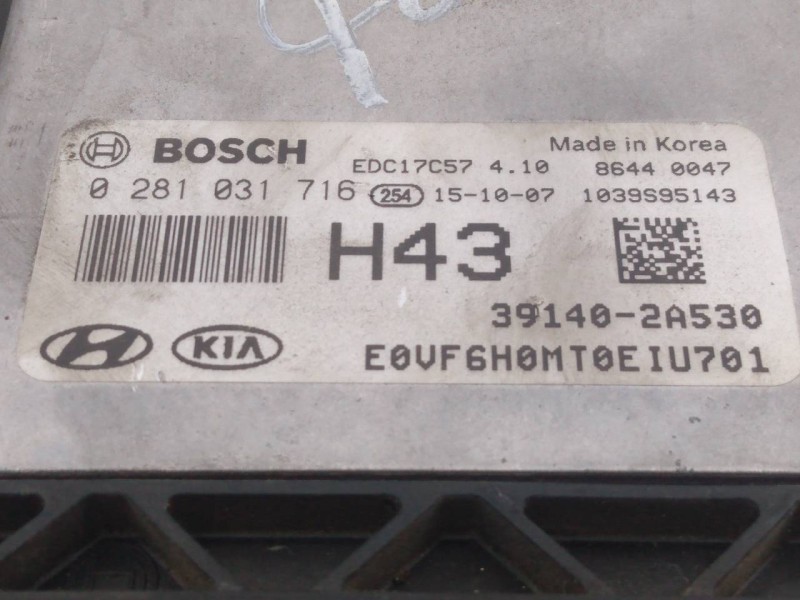 BOSCH EDC17C57 4.10 Made in Korea
8644 0047
0 281 031 716 254 15-10-07 1039S95143
H43
39140-2A530
KIA E0VF6H0MT0EIU701